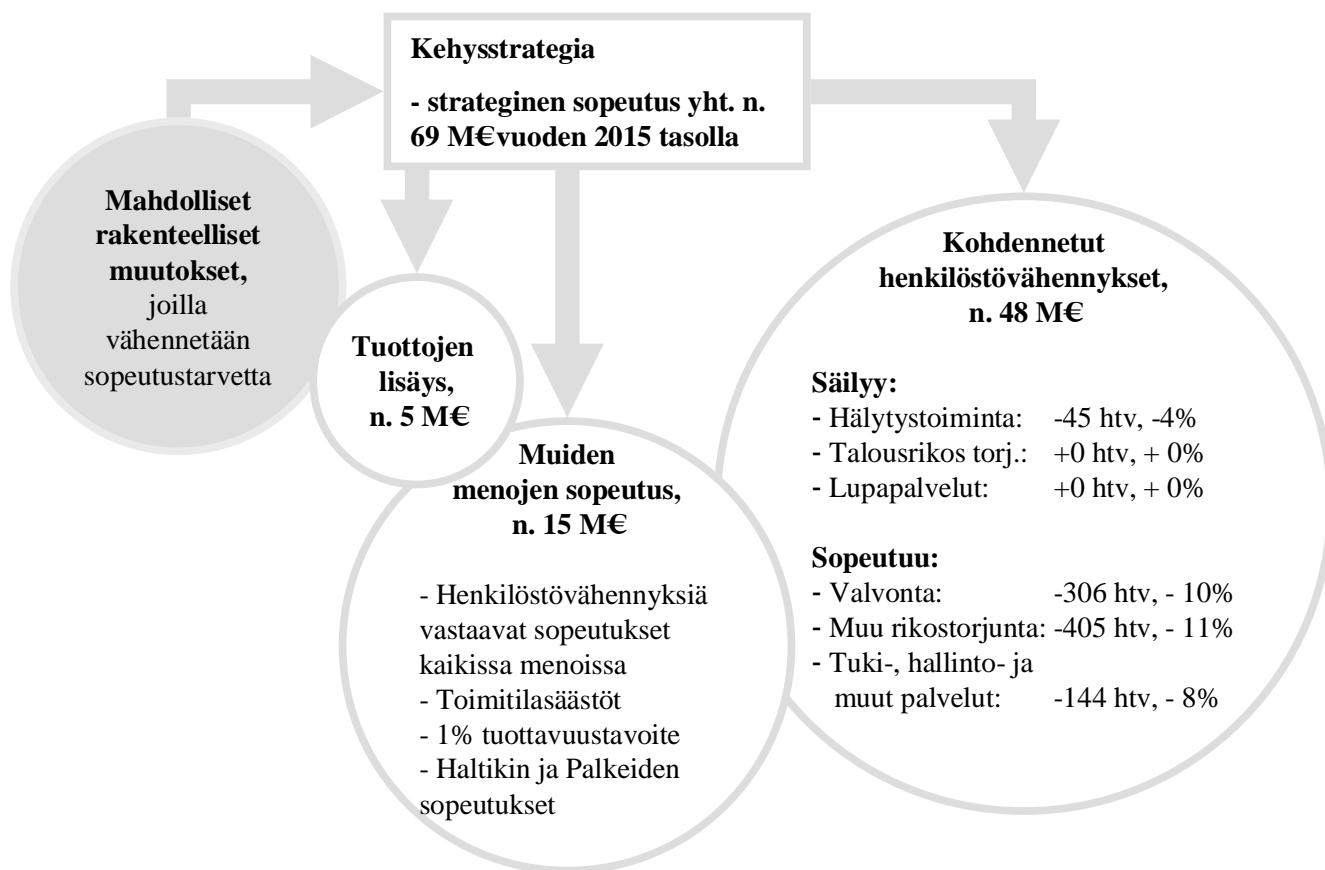 Kehysstrategia
- strateginen sopeutus yht. n.
69 M€vuoden 2015 tasolla
Mahdolliset
rakenteelliset
muutokset,
joilla
vähennetään
sopeutustarvetta
Tuottojen
lisäys,
n. 5 M€
Muiden
menojen sopeutus,
n. 15 M€
- Henkilöstövähennyksiä
vastaavat sopeutukset
kaikissa menoissa
- Toimitilasäästöt
- 1% tuottavuustavoite
- Haltikin ja Palkeiden
sopeutukset
Kohdennetut
henkilöstövähennykset,
n. 48 M€
Säilyy:
- Hälytystoiminta: -45 htv, -4%
- Talousrikos torj.: +0 htv, + 0%
- Lupapalvelut: +0 htv, + 0%
Sopeutuu:
- Valvonta: -306 htv, - 10%
- Muu rikostorjunta: -405 htv, - 11%
- Tuki-, hallinto- ja
muut palvelut: -144 htv, - 8%